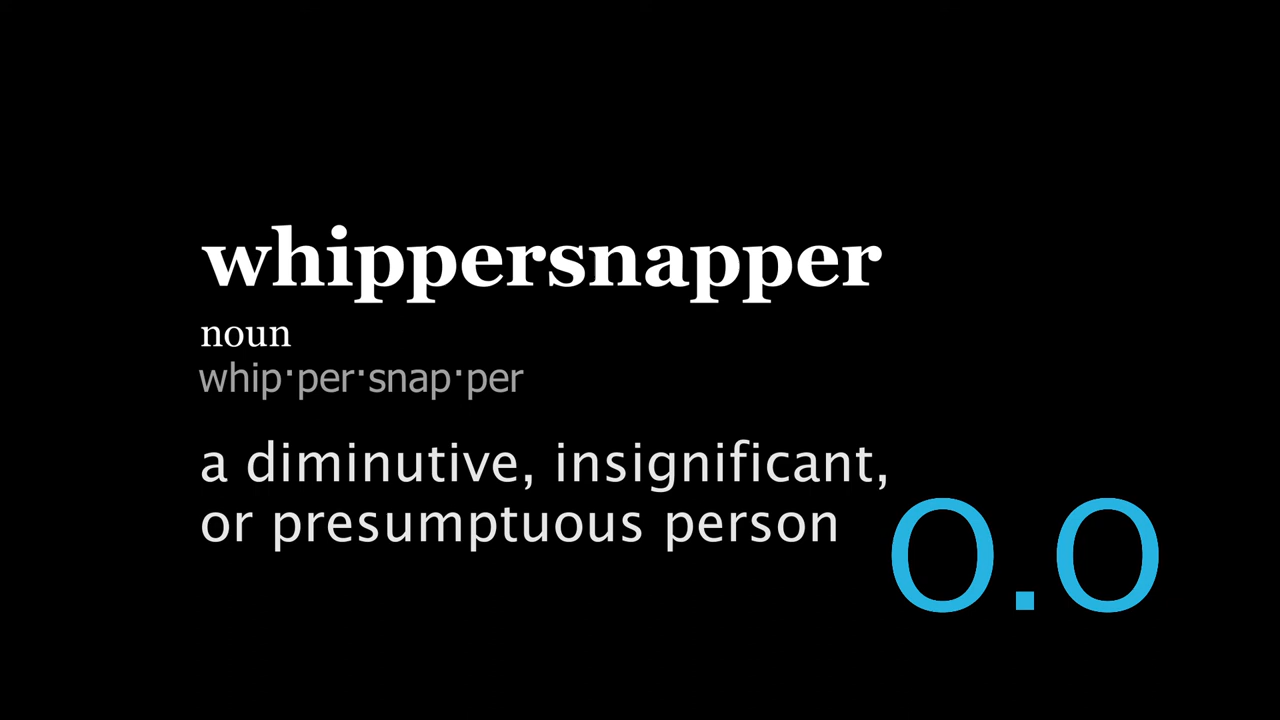 whippersnapper
noun
whip·per·snap·per
a diminutive, insignificant,
or presumptuous person
O.O